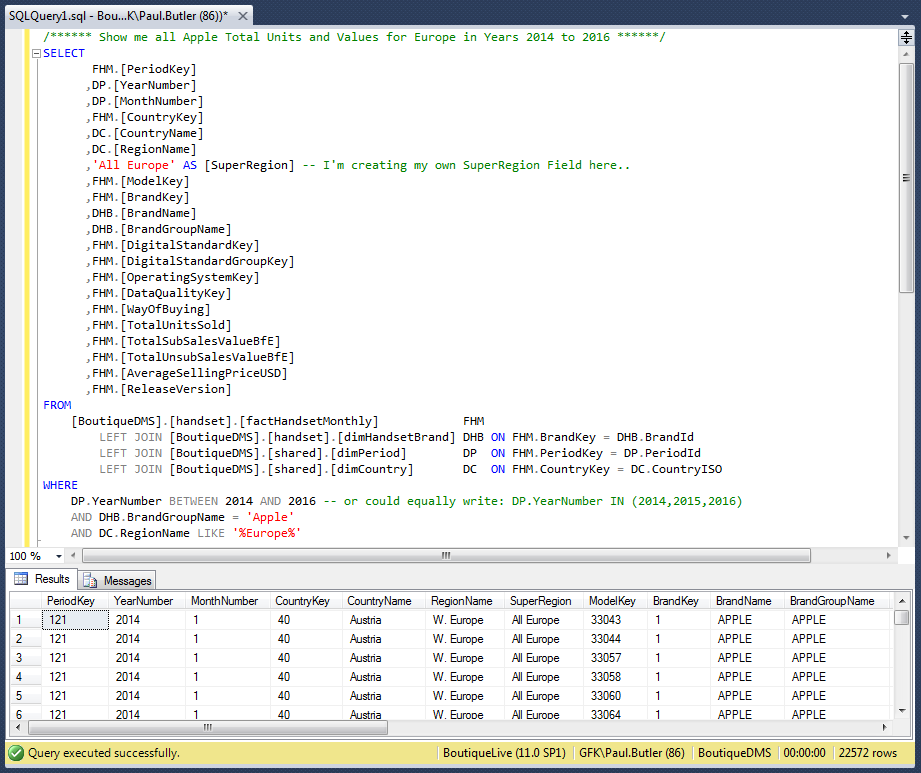 SQLQuery1.sql - Bou...K\Paul.Butler (86))*
/****** Show me all Apple Total Units and Values for Europe in Years 2014 to 2016 ******/
SELECT
FHM.[PeriodKey]
,DP.[YearNumber]
,DP.[MonthNumber]
,FHM.[CountryKey]
,DC.[CountryName]
,DC.[RegionName]
,'All Europe' AS [SuperRegion] -- I'm creating my own SuperRegion Field here..
,FHM.[ModelKey]
,FHM.[BrandKey]
,DHB.[BrandName]
,DHB.[BrandGroupName]
,FHM.[DigitalStandardKey]
,FHM.[DigitalStandardGroupKey]
,FHM.[OperatingSystemKey]
,FHM.[DataQualityKey]
,FHM.[WayOfBuying]
,FHM.[TotalUnitsSold]
,FHM.[TotalSubSalesValueBfE]
,FHM.[TotalUnsubSalesValueBfE]
,FHM.[AverageSellingPriceUSD]
,FHM.[ReleaseVersion]
FROM
[BoutiqueDMS].[handset].[factHandsetMonthly] FHM
LEFT JOIN [BoutiqueDMS].[handset].[dimHandsetBrand] DHB ON FHM.BrandKey = DHB.BrandId
LEFT JOIN [BoutiqueDMS].[shared].[dimPeriod] DP ON FHM.PeriodKey = DP.PeriodId
LEFT JOIN [BoutiqueDMS].[shared].[dimCountry] DC ON FHM.CountryKey = DC.CountryISO
WHERE
DP.YearNumber BETWEEN 2014 AND 2016 -- or could equally write: DP.YearNumber IN (2014,2015,2016)
AND DHB.BrandGroupName = 'Apple'
AND DC.RegionName LIKE '%Europe%'
100 %
Results Messages
PeriodKey YearNumber MonthNumber CountryKey CountryName RegionName SuperRegion ModelKey BrandKey BrandName BrandGroupName
1 121 2014 1 40 Austria W. Europe All Europe 33043 1 APPLE APPLE
2 121 2014 1 40 Austria W. Europe All Europe 33044 1 APPLE APPLE
3 121 2014 1 40 Austria W. Europe All Europe 33057 1 APPLE APPLE
4 121 2014 1 40 Austria W. Europe All Europe 33058 1 APPLE APPLE
5 121 2014 1 40 Austria W. Europe All Europe 33060 1 APPLE APPLE
6 121 2014 1 40 Austria W. Europe All Europe 33064 1 APPLE APPLE
Query executed successfully. BoutiqueLive (11.0 SP1) GFK\Paul.Butler (86) BoutiqueDMS 00:00:00 22572 rows